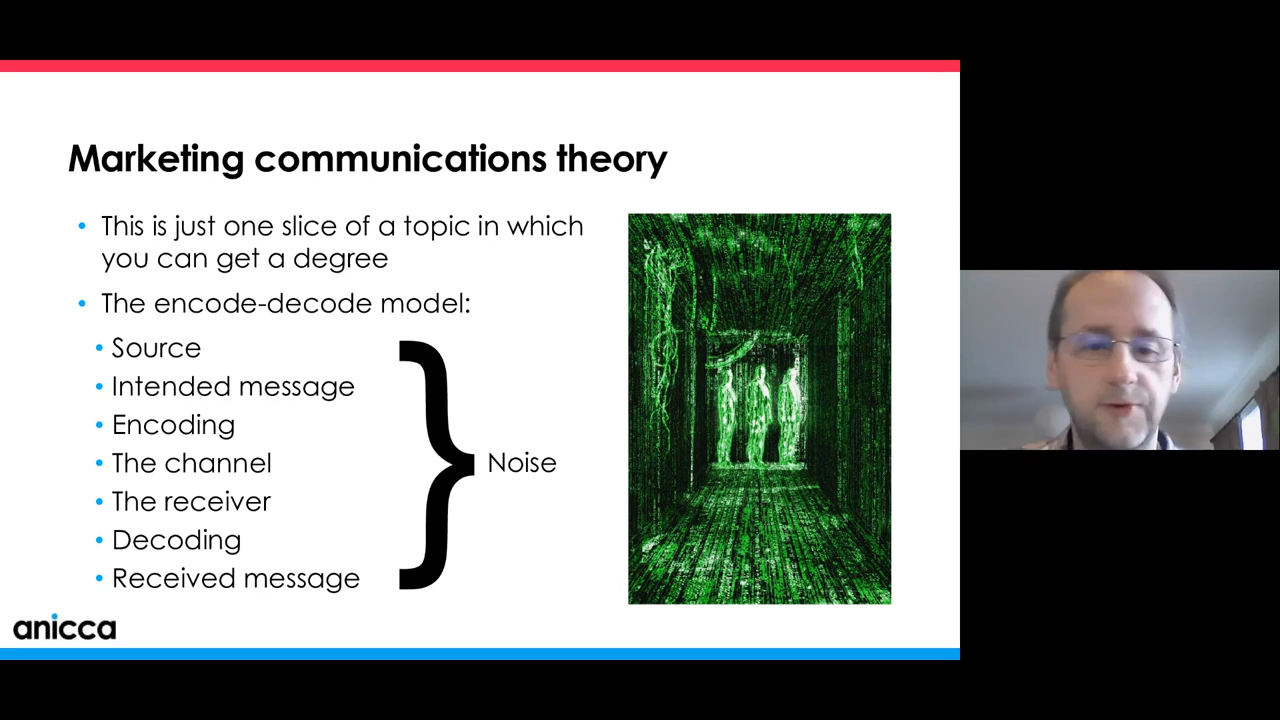 Marketing communications theory
• This is just one slice of a topic in which
you can get a degree
• The encode-decode model:
• Source
• Intended message
• Encoding
• The channel
• The receiver
• Decoding
• Received message
} Noise
anicca